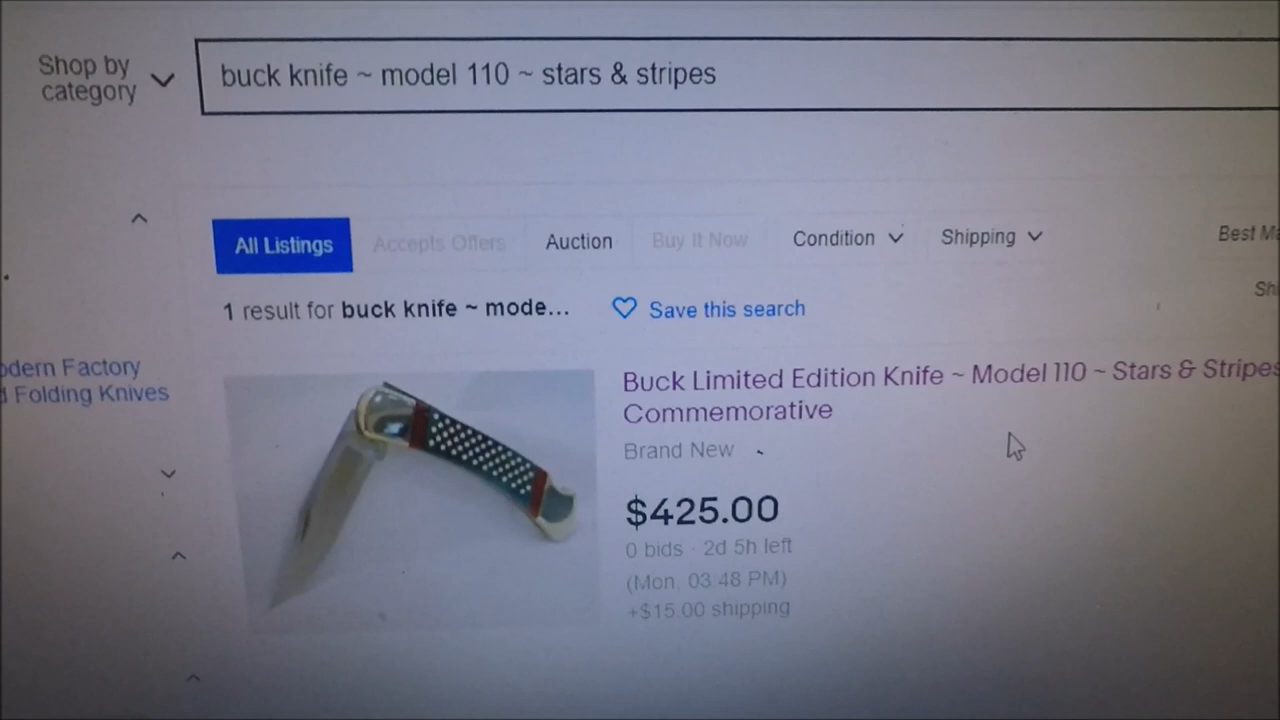 Shop by
category
buck knife ~ model 110 ~ stars & stripes
All Listings
Accepts Offers
Auction
Buy It Now
Condition
Shipping
Best
1 result for buck knife ~ mode...
Save this search
odern Factory
d Folding Knives
Buck Limited Edition Knife ~ Model 110 ~ Stars & Stripes
Commemorative
Brand New
$425.00
0 bids · 2d 5h left
(Mon, 03:48 PM)
+$15.00 shipping